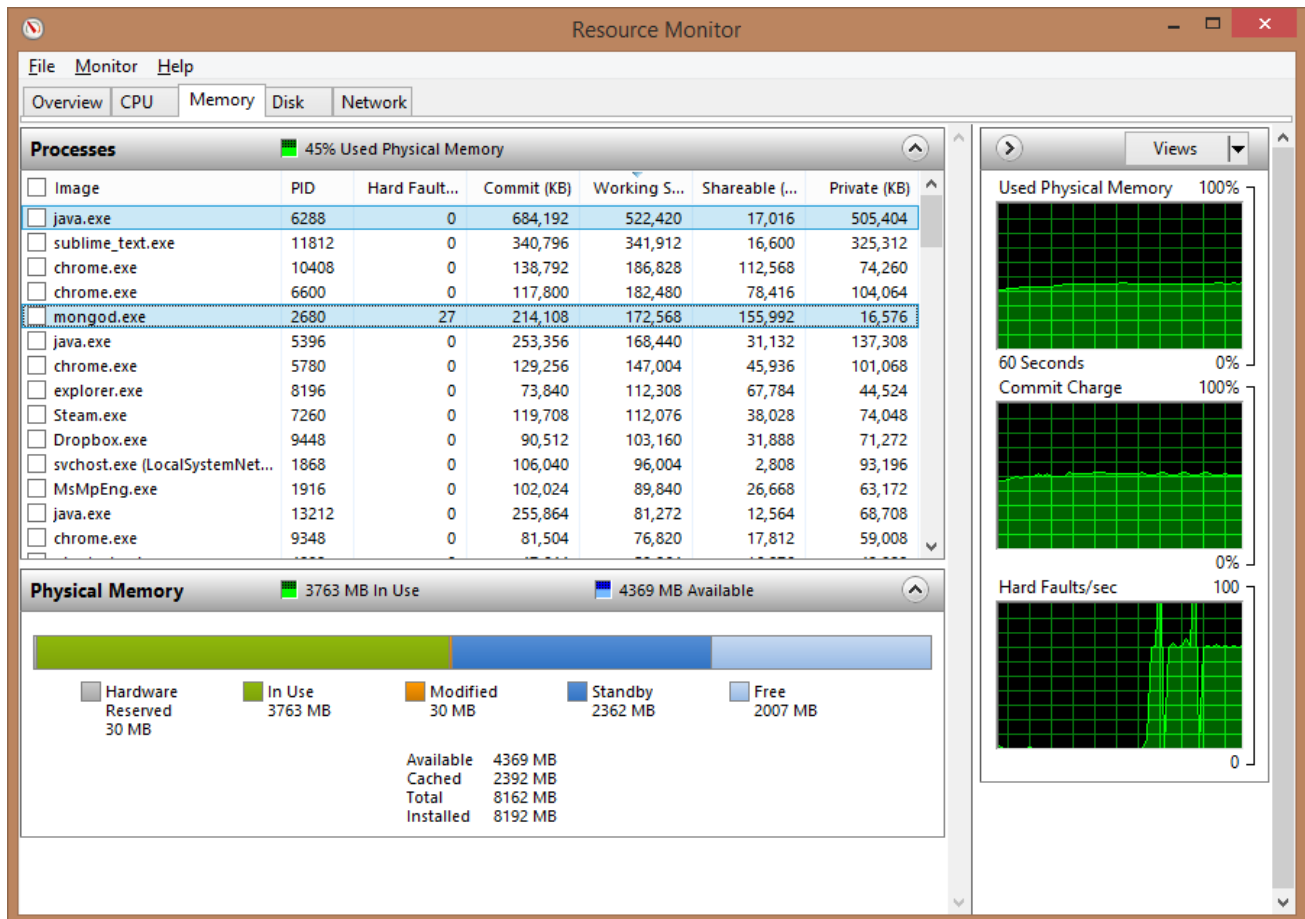 Resource Monitor
File Monitor Help
Overview CPU Memory Disk Network
Processes 45% Used Physical Memory
Image PID Hard Fault... Commit (KB) Working S... Shareable (... Private (KB)
java.exe 6288 0 684,192 522,420 17,016 505,404
sublime_text.exe 11812 0 340,796 341,912 16,600 325,312
chrome.exe 10408 0 138,792 186,828 112,568 74,260
chrome.exe 6600 0 117,800 182,480 78,416 104,064
mongod.exe 2680 27 214,108 172,568 155,992 16,576
java.exe 5396 0 253,356 168,440 31,132 137,308
chrome.exe 5780 0 129,256 147,004 45,936 101,068
explorer.exe 8196 0 73,840 112,308 67,784 44,524
Steam.exe 7260 0 119,708 112,076 38,028 74,048
Dropbox.exe 9448 0 90,512 103,160 31,888 71,272
svchost.exe (LocalSystemNet... 1868 0 106,040 96,004 2,808 93,196
MsMpEng.exe 1916 0 102,024 89,840 26,668 63,172
java.exe 13212 0 255,864 81,272 12,564 68,708
chrome.exe 9348 0 81,504 76,820 17,812 59,008
Physical Memory 3763 MB In Use 4369 MB Available
Hardware Reserved 30 MB
In Use 3763 MB
Modified 30 MB
Standby 2362 MB
Free 2007 MB
Available 4369 MB
Cached 2392 MB
Total 8162 MB
Installed 8192 MB
Views
Used Physical Memory 100%
60 Seconds 0%
Commit Charge 100%
0%
Hard Faults/sec 100
0